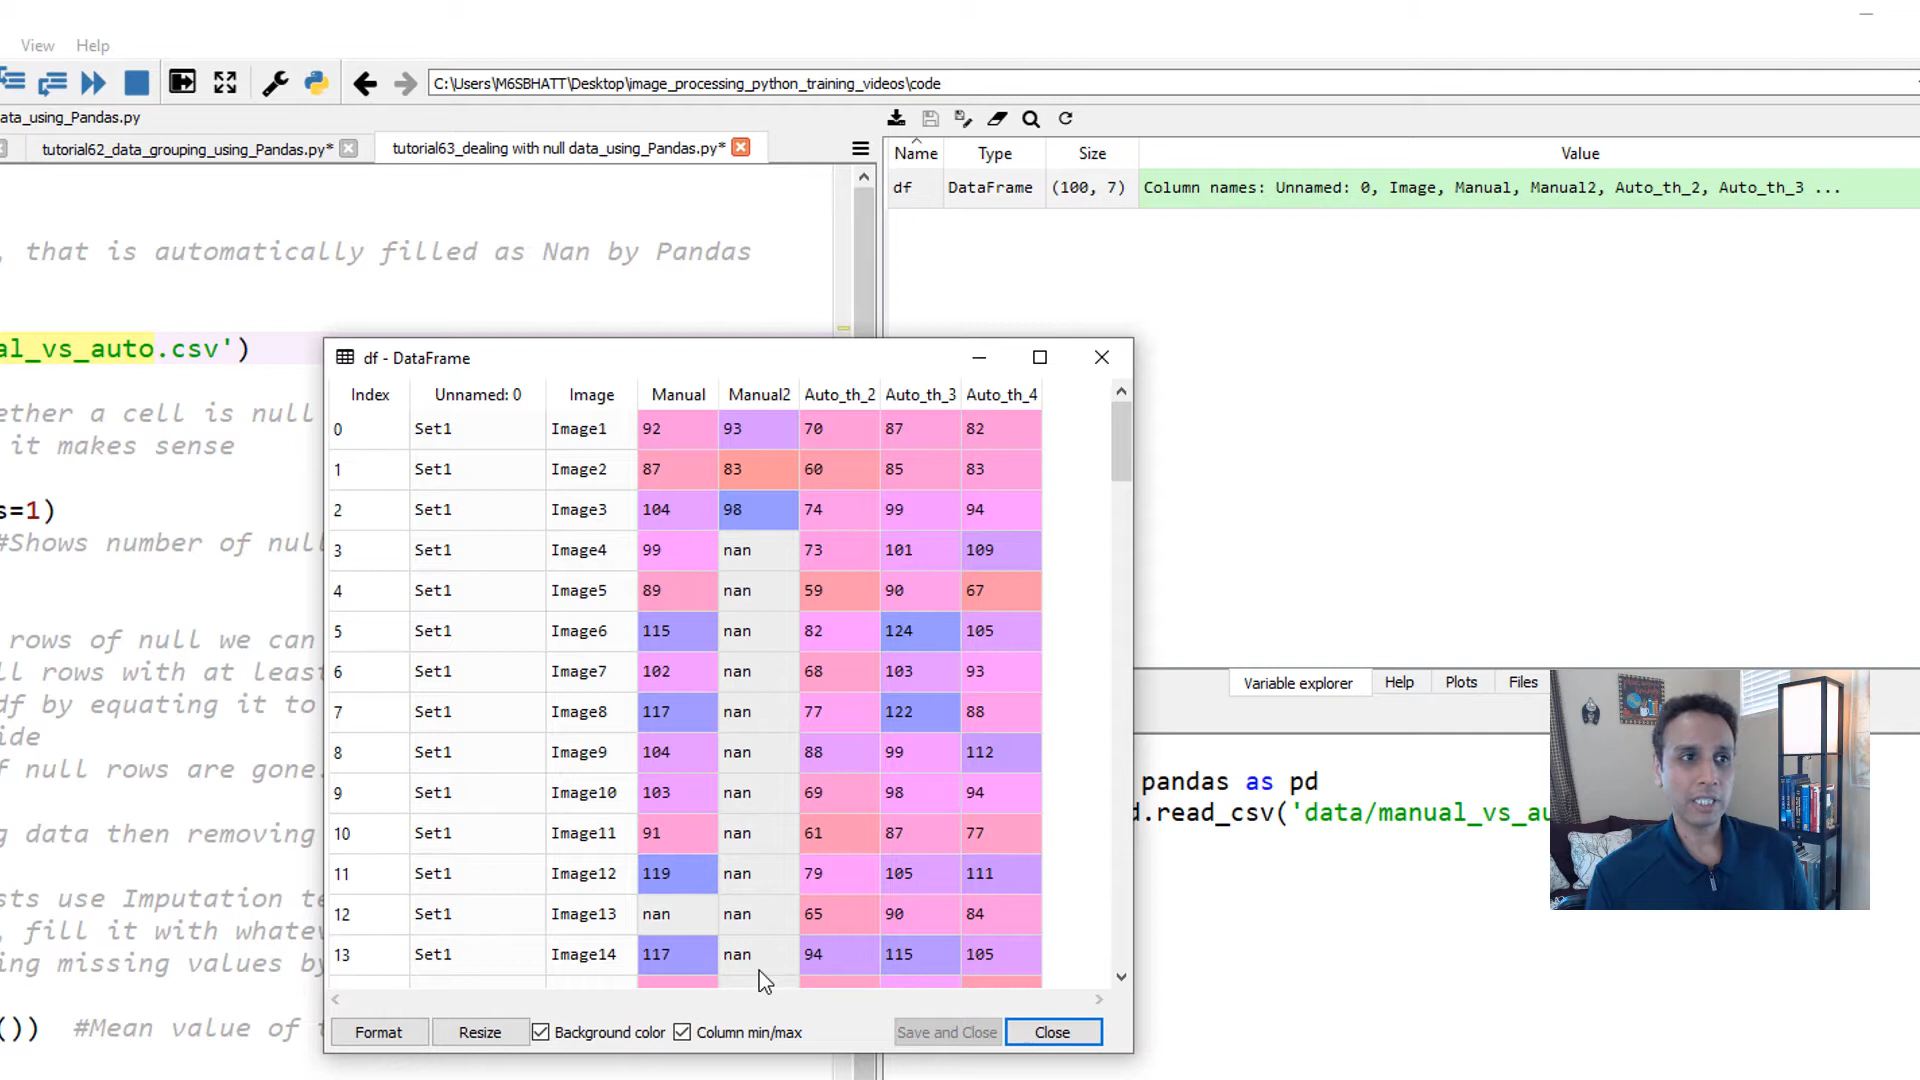 View Help
C:\Users\M6SBHATT\Desktop\image_processing_python_training_videos\code
ata_using_Pandas.py
tutorial62_data_grouping_using_Pandas.py*
tutorial63_dealing with null data_using_Pandas.py*
Name Type Size Value
df DataFrame (100, 7) Column names: Unnamed: 0, Image, Manual, Manual2, Auto_th_2, Auto_th_3 ...
, that is automatically filled as Nan by Pandas
al_vs_auto.csv')
ether a cell is null
it makes sense
s=1)
#Shows number of nul
rows of null we can
ll rows with at least
df by equating it to
ide
f null rows are gone.
g data then removing
sts use Imputation te
, fill it with whatev
ing missing values by
()) #Mean value of t
df - DataFrame
Index Unnamed: 0 Image Manual Manual2 Auto_th_2 Auto_th_3 Auto_th_4
0 Set1 Image1 92 93 70 87 82
1 Set1 Image2 87 83 60 85 83
2 Set1 Image3 104 98 74 99 94
3 Set1 Image4 99 nan 73 101 109
4 Set1 Image5 89 nan 59 90 67
5 Set1 Image6 115 nan 82 124 105
6 Set1 Image7 102 nan 68 103 93
7 Set1 Image8 117 nan 77 122 88
8 Set1 Image9 104 nan 88 99 112
9 Set1 Image10 103 nan 69 98 94
10 Set1 Image11 91 nan 61 87 77
11 Set1 Image12 119 nan 79 105 111
12 Set1 Image13 nan nan 65 90 84
13 Set1 Image14 117 nan 94 115 105
Format Resize Background color Column min/max Save and Close Close
Variable explorer Help Plots Files
pandas as pd
d.read_csv('data/manual_vs_au